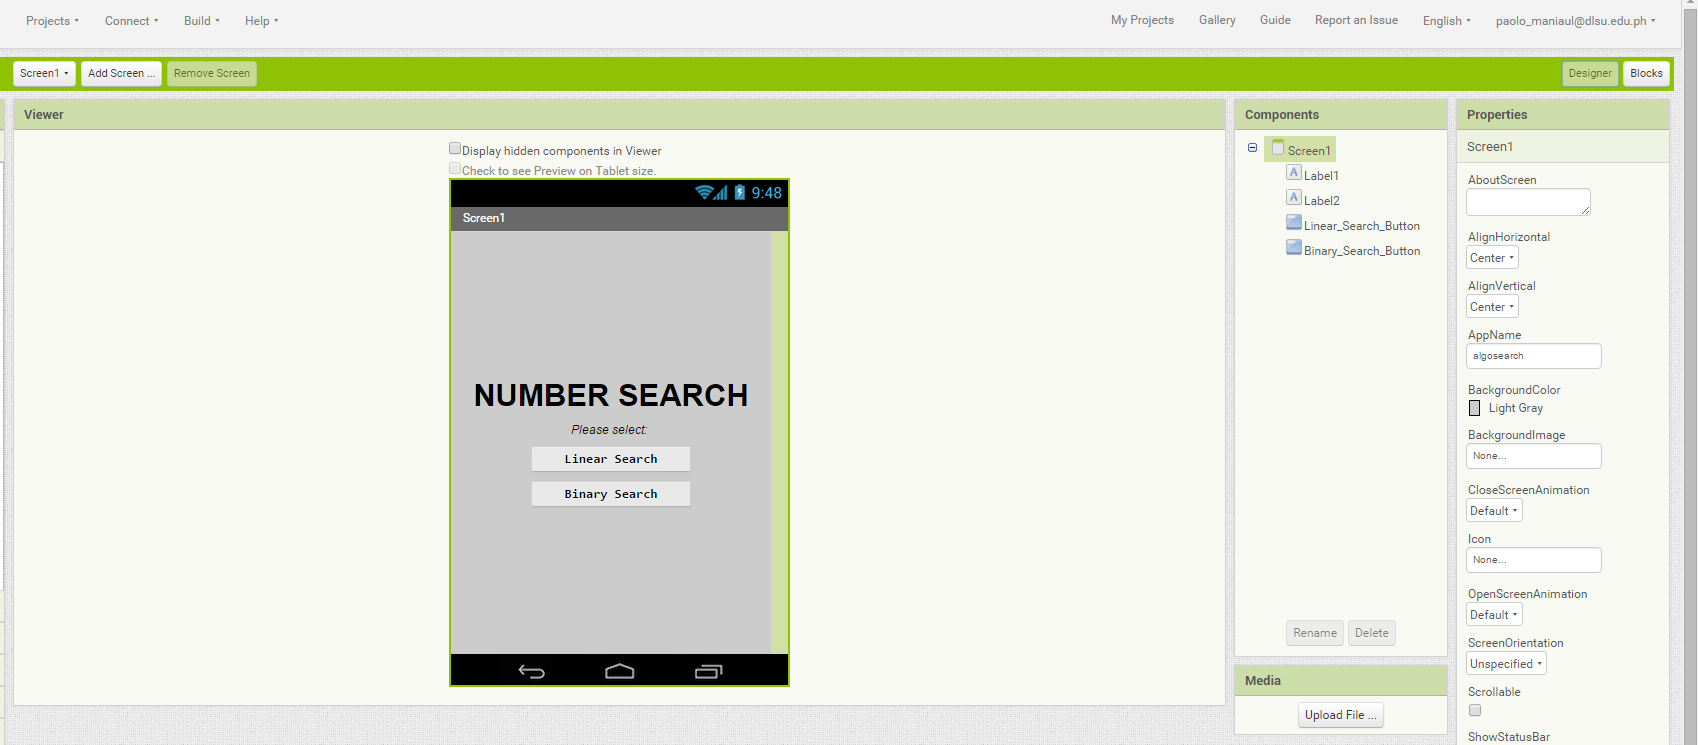 Projects Connect Build Help My Projects Gallery Guide Report an Issue English paolo_maniaul@dlsu.edu.ph
Screen1 Add Screen ... Remove Screen Designer Blocks
Viewer
Display hidden components in Viewer
Check to see Preview on Tablet size.
9:48
Screen1
NUMBER SEARCH
Please select:
Linear Search
Binary Search
Components
Screen1
Label1
Label2
Linear_Search_Button
Binary_Search_Button
Rename Delete
Media
Upload File ...
Properties
Screen1
AboutScreen
AlignHorizontal
Center
AlignVertical
Center
AppName
algosearch
BackgroundColor
Light Gray
BackgroundImage
None...
CloseScreenAnimation
Default
Icon
None...
OpenScreenAnimation
Default
ScreenOrientation
Unspecified
Scrollable
ShowStatusBar